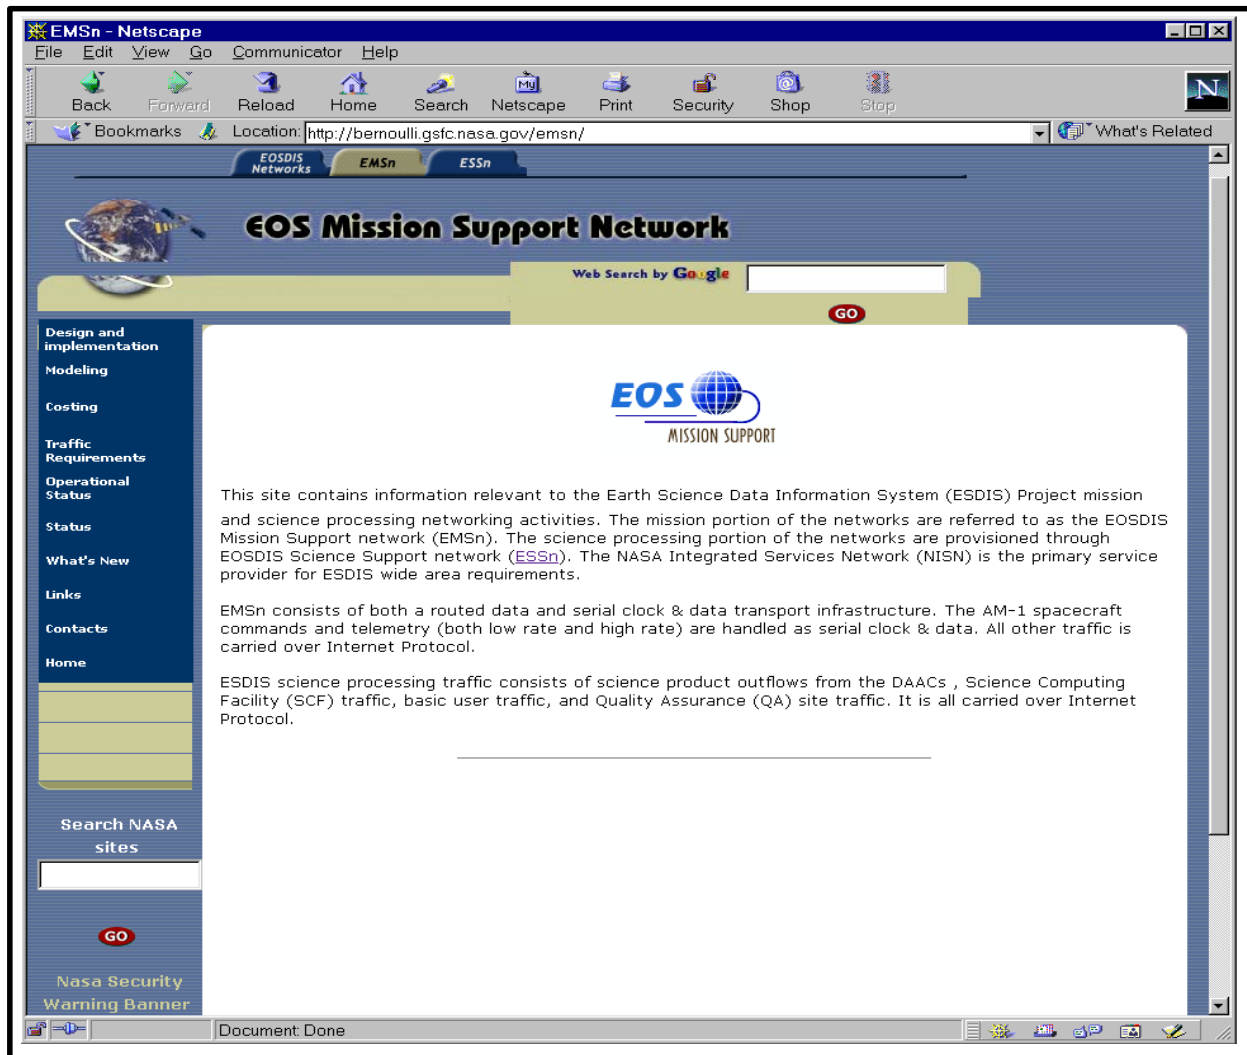 EMSn - Netscape
File Edit View Go Communicator Help
Back Forward Reload Home Search Netscape Print Security Shop Stop
My
N
Bookmarks Location: http://bernoulli.gsfc.nasa.gov/emsn/ What's Related
EOSDIS
Networks EMSn ESSn
EOS Mission Support Network
Web Search by Google
GO
Design and
implementation
Modeling
Costing
Traffic
Requirements
Operational
Status
Status
What's New
Links
Contacts
Home
Search NASA
sites
GO
Nasa Security
Warning Banner
EOS
MISSION SUPPORT
This site contains information relevant to the Earth Science Data Information System (ESDIS) Project mission
and science processing networking activities. The mission portion of the networks are referred to as the EOSDIS
Mission Support network (EMSn). The science processing portion of the networks are provisioned through
EOSDIS Science Support network (ESSn). The NASA Integrated Services Network (NISN) is the primary service
provider for ESDIS wide area requirements.
EMSn consists of both a routed data and serial clock & data transport infrastructure. The AM-1 spacecraft
commands and telemetry (both low rate and high rate) are handled as serial clock & data. All other traffic is
carried over Internet Protocol.
ESDIS science processing traffic consists of science product outflows from the DAACs , Science Computing
Facility (SCF) traffic, basic user traffic, and Quality Assurance (QA) site traffic. It is all carried over Internet
Protocol.
Document: Done